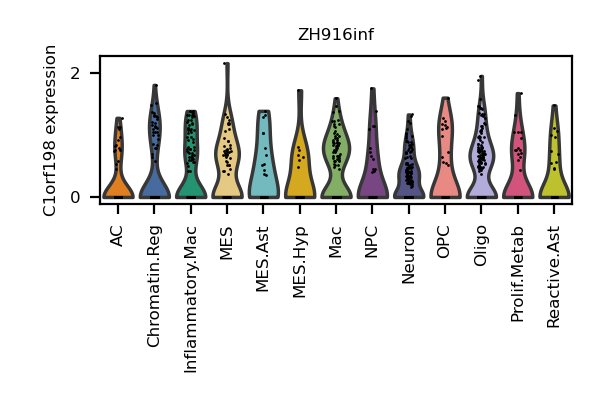 ZH916inf
C1orf198 expression
2
0
AC
Chromatin.Reg
Inflammatory.Mac
MES
MES.Ast
MES.Hyp
Mac
NPC
Neuron
OPC
Oligo
Prolif.Metab
Reactive.Ast